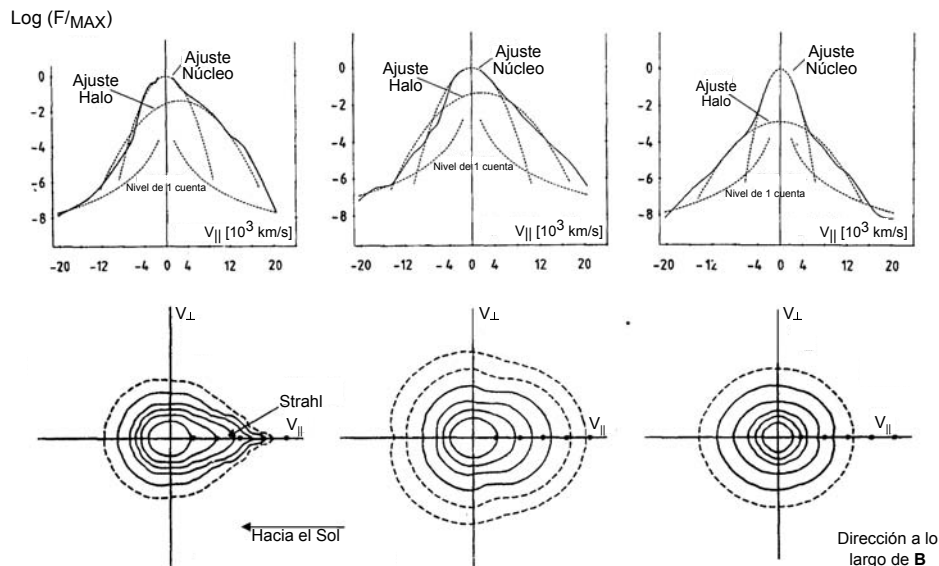 Log (F/MAX)
Ajuste
Núcleo
Ajuste
Halo
Nivel de 1 cuenta
0
-2
-4
-6
-8
V|| [10³ km/s]
-20 -12 -4 0 4 12 20
Ajuste
Núcleo
Ajuste
Halo
Nivel de 1 cuenta
0
-2
-4
-6
-8
V|| [10³ km/s]
-20 -12 -4 0 4 12 20
Ajuste
Núcleo
Ajuste
Halo
Nivel de 1 cuenta
0
-2
-4
-6
-8
V|| [10³ km/s]
-20 -12 -4 0 4 12 20
V⊥
Strahl
V||
V⊥
V||
V⊥
V||
Hacia el Sol
Dirección a lo
largo de B